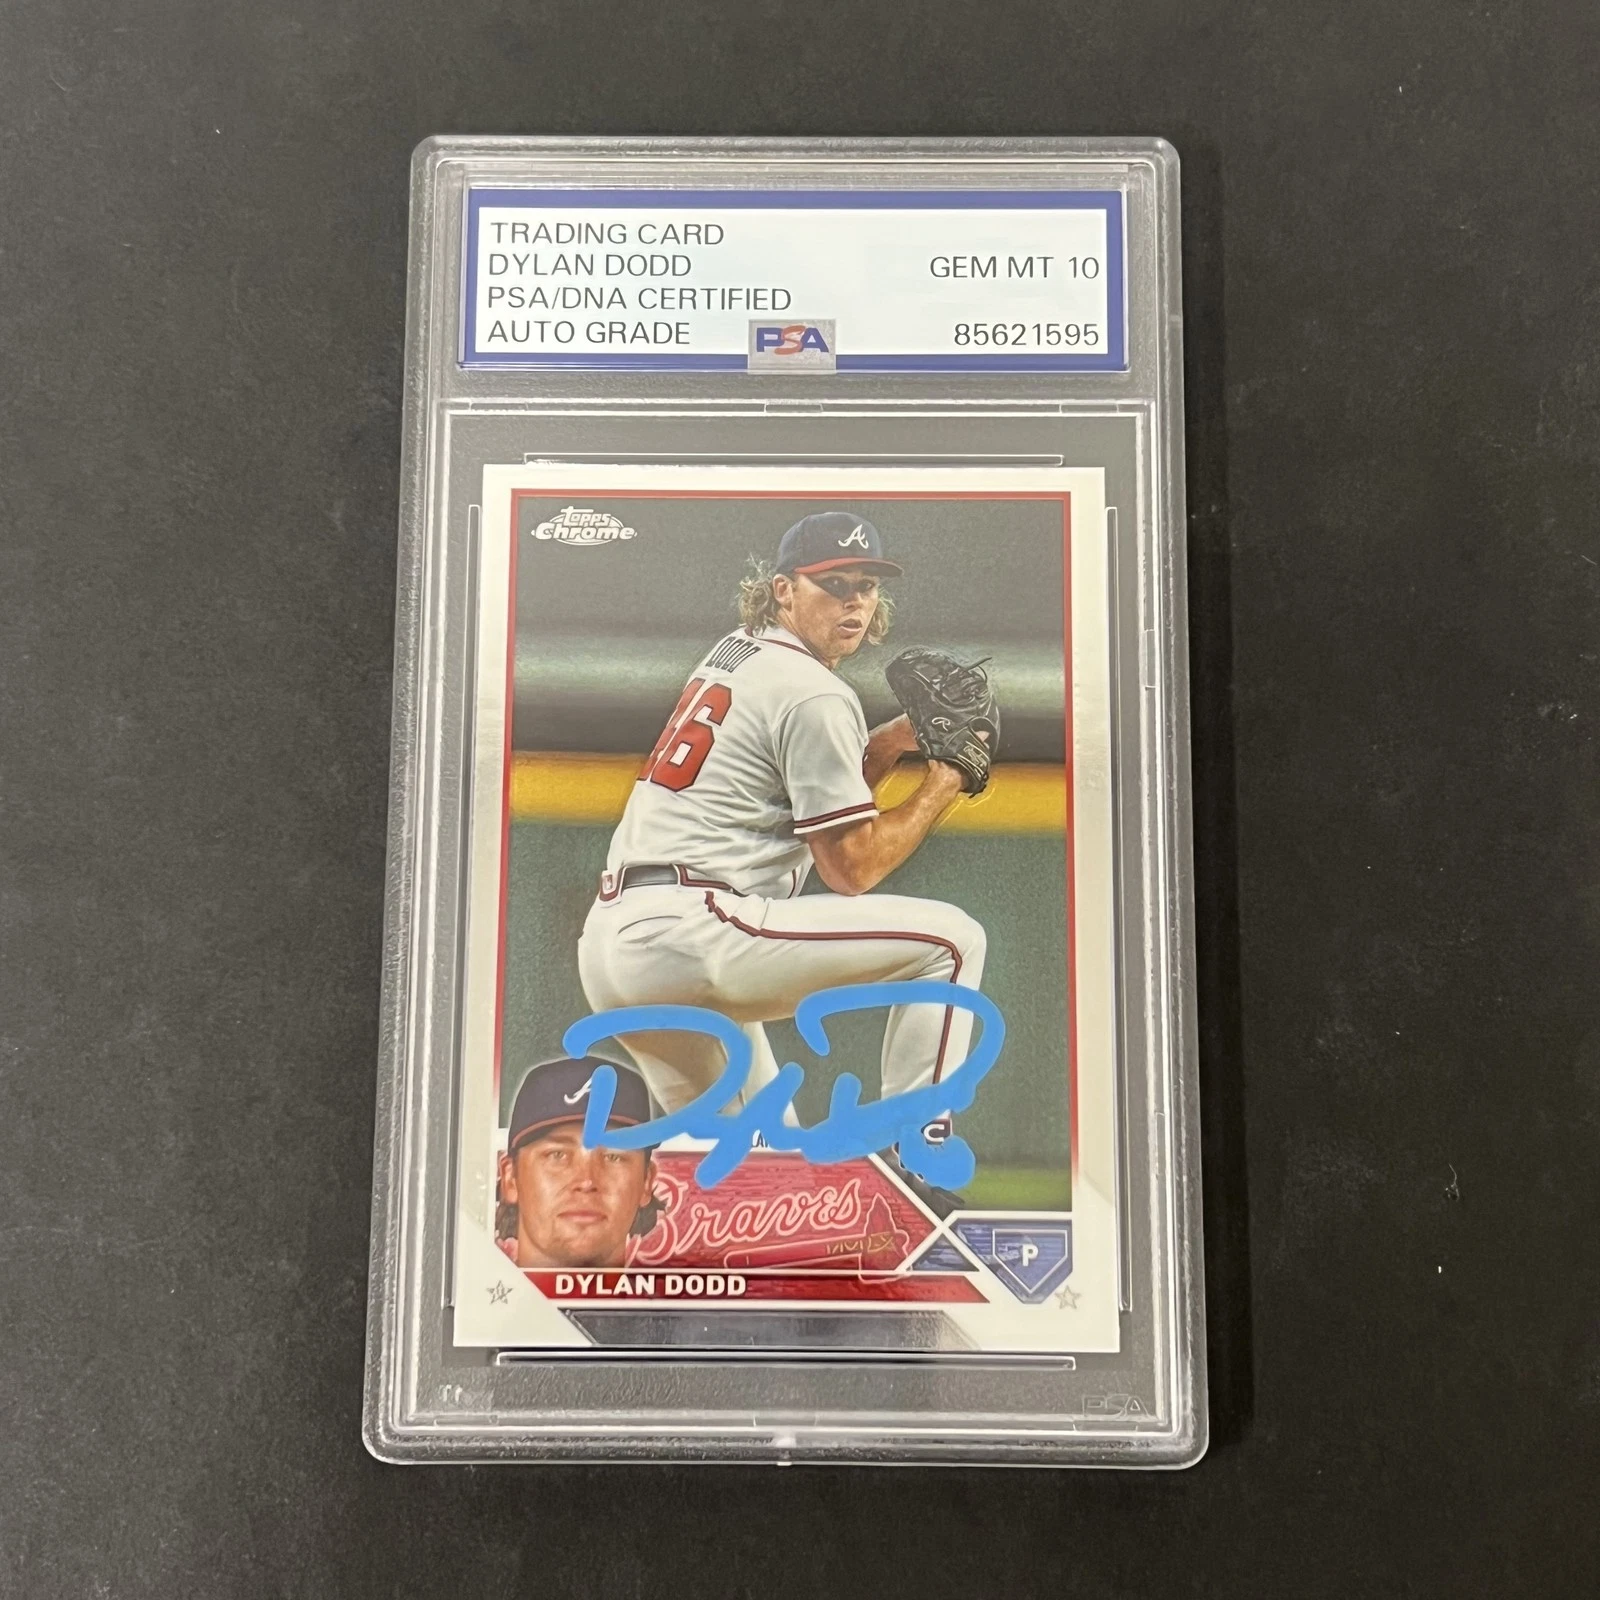 TRADING CARD
DYLAN DODD
GEM MT 10
PSA/DNA CERTIFIED
AUTO GRADE
PSA
85621595
Topps
Chrome
A
DODD
46
R
A
C
Braves
P
DYLAN DODD
PSA